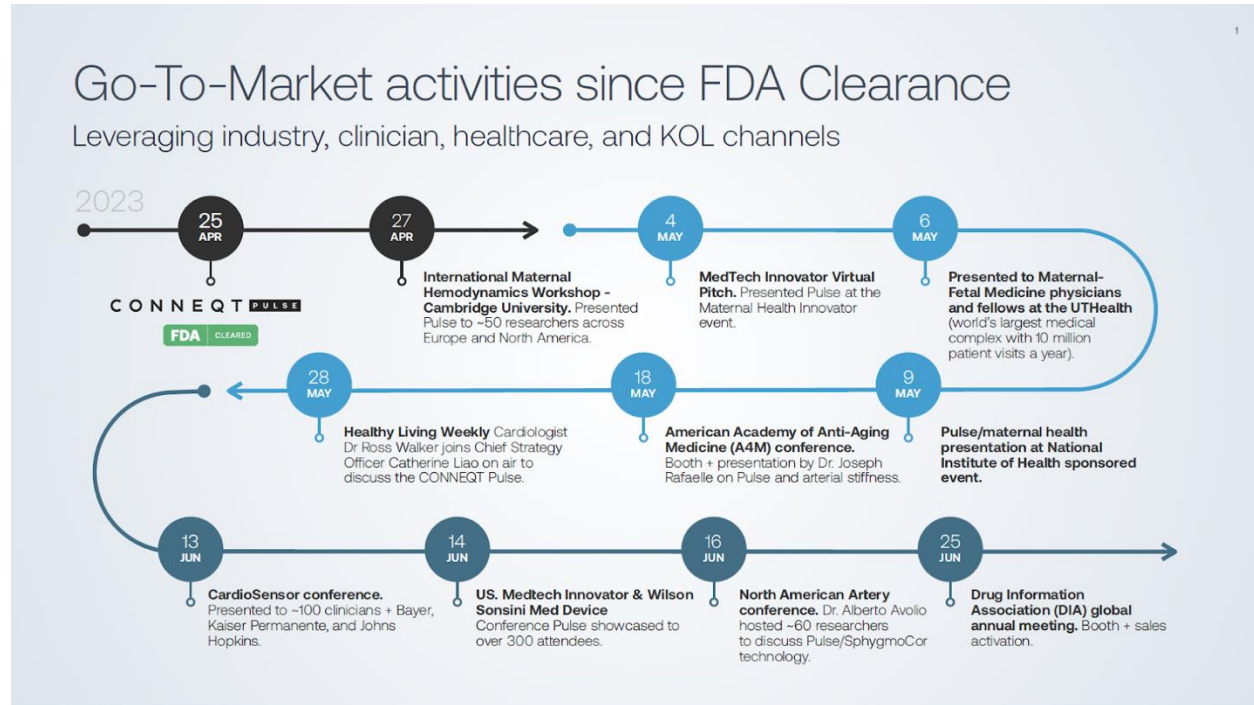 1
Go-To-Market activities since FDA Clearance
Leveraging industry, clinician, healthcare, and KOL channels
2023
25
APR
CONNEQT PULSE
FDA CLEARED
27
APR
International Maternal
Hemodynamics Workshop -
Cambridge University. Presented
Pulse to ~50 researchers across
Europe and North America.
4
MAY
MedTech Innovator Virtual
Pitch. Presented Pulse at the
Maternal Health Innovator
event.
6
MAY
Presented to Maternal-
Fetal Medicine physicians
and fellows at the UTHealth
(world's largest medical
complex with 10 million
patient visits a year).
9
MAY
Pulse/maternal health
presentation at National
Institute of Health sponsored
event.
18
MAY
American Academy of Anti-Aging
Medicine (A4M) conference.
Booth + presentation by Dr. Joseph
Rafaelle on Pulse and arterial stiffness.
28
MAY
Healthy Living Weekly Cardiologist
Dr Ross Walker joins Chief Strategy
Officer Catherine Liao on air to
discuss the CONNEQT Pulse.
13
JUN
CardioSensor conference.
Presented to ~100 clinicians + Bayer,
Kaiser Permanente, and Johns
Hopkins.
14
JUN
US. Medtech Innovator & Wilson
Sonsini Med Device
Conference Pulse showcased to
over 300 attendees.
16
JUN
North American Artery
conference. Dr. Alberto Avolio
hosted ~60 researchers
to discuss Pulse/SphygmoCor
technology.
25
JUN
Drug Information
Association (DIA) global
annual meeting. Booth + sales
activation.